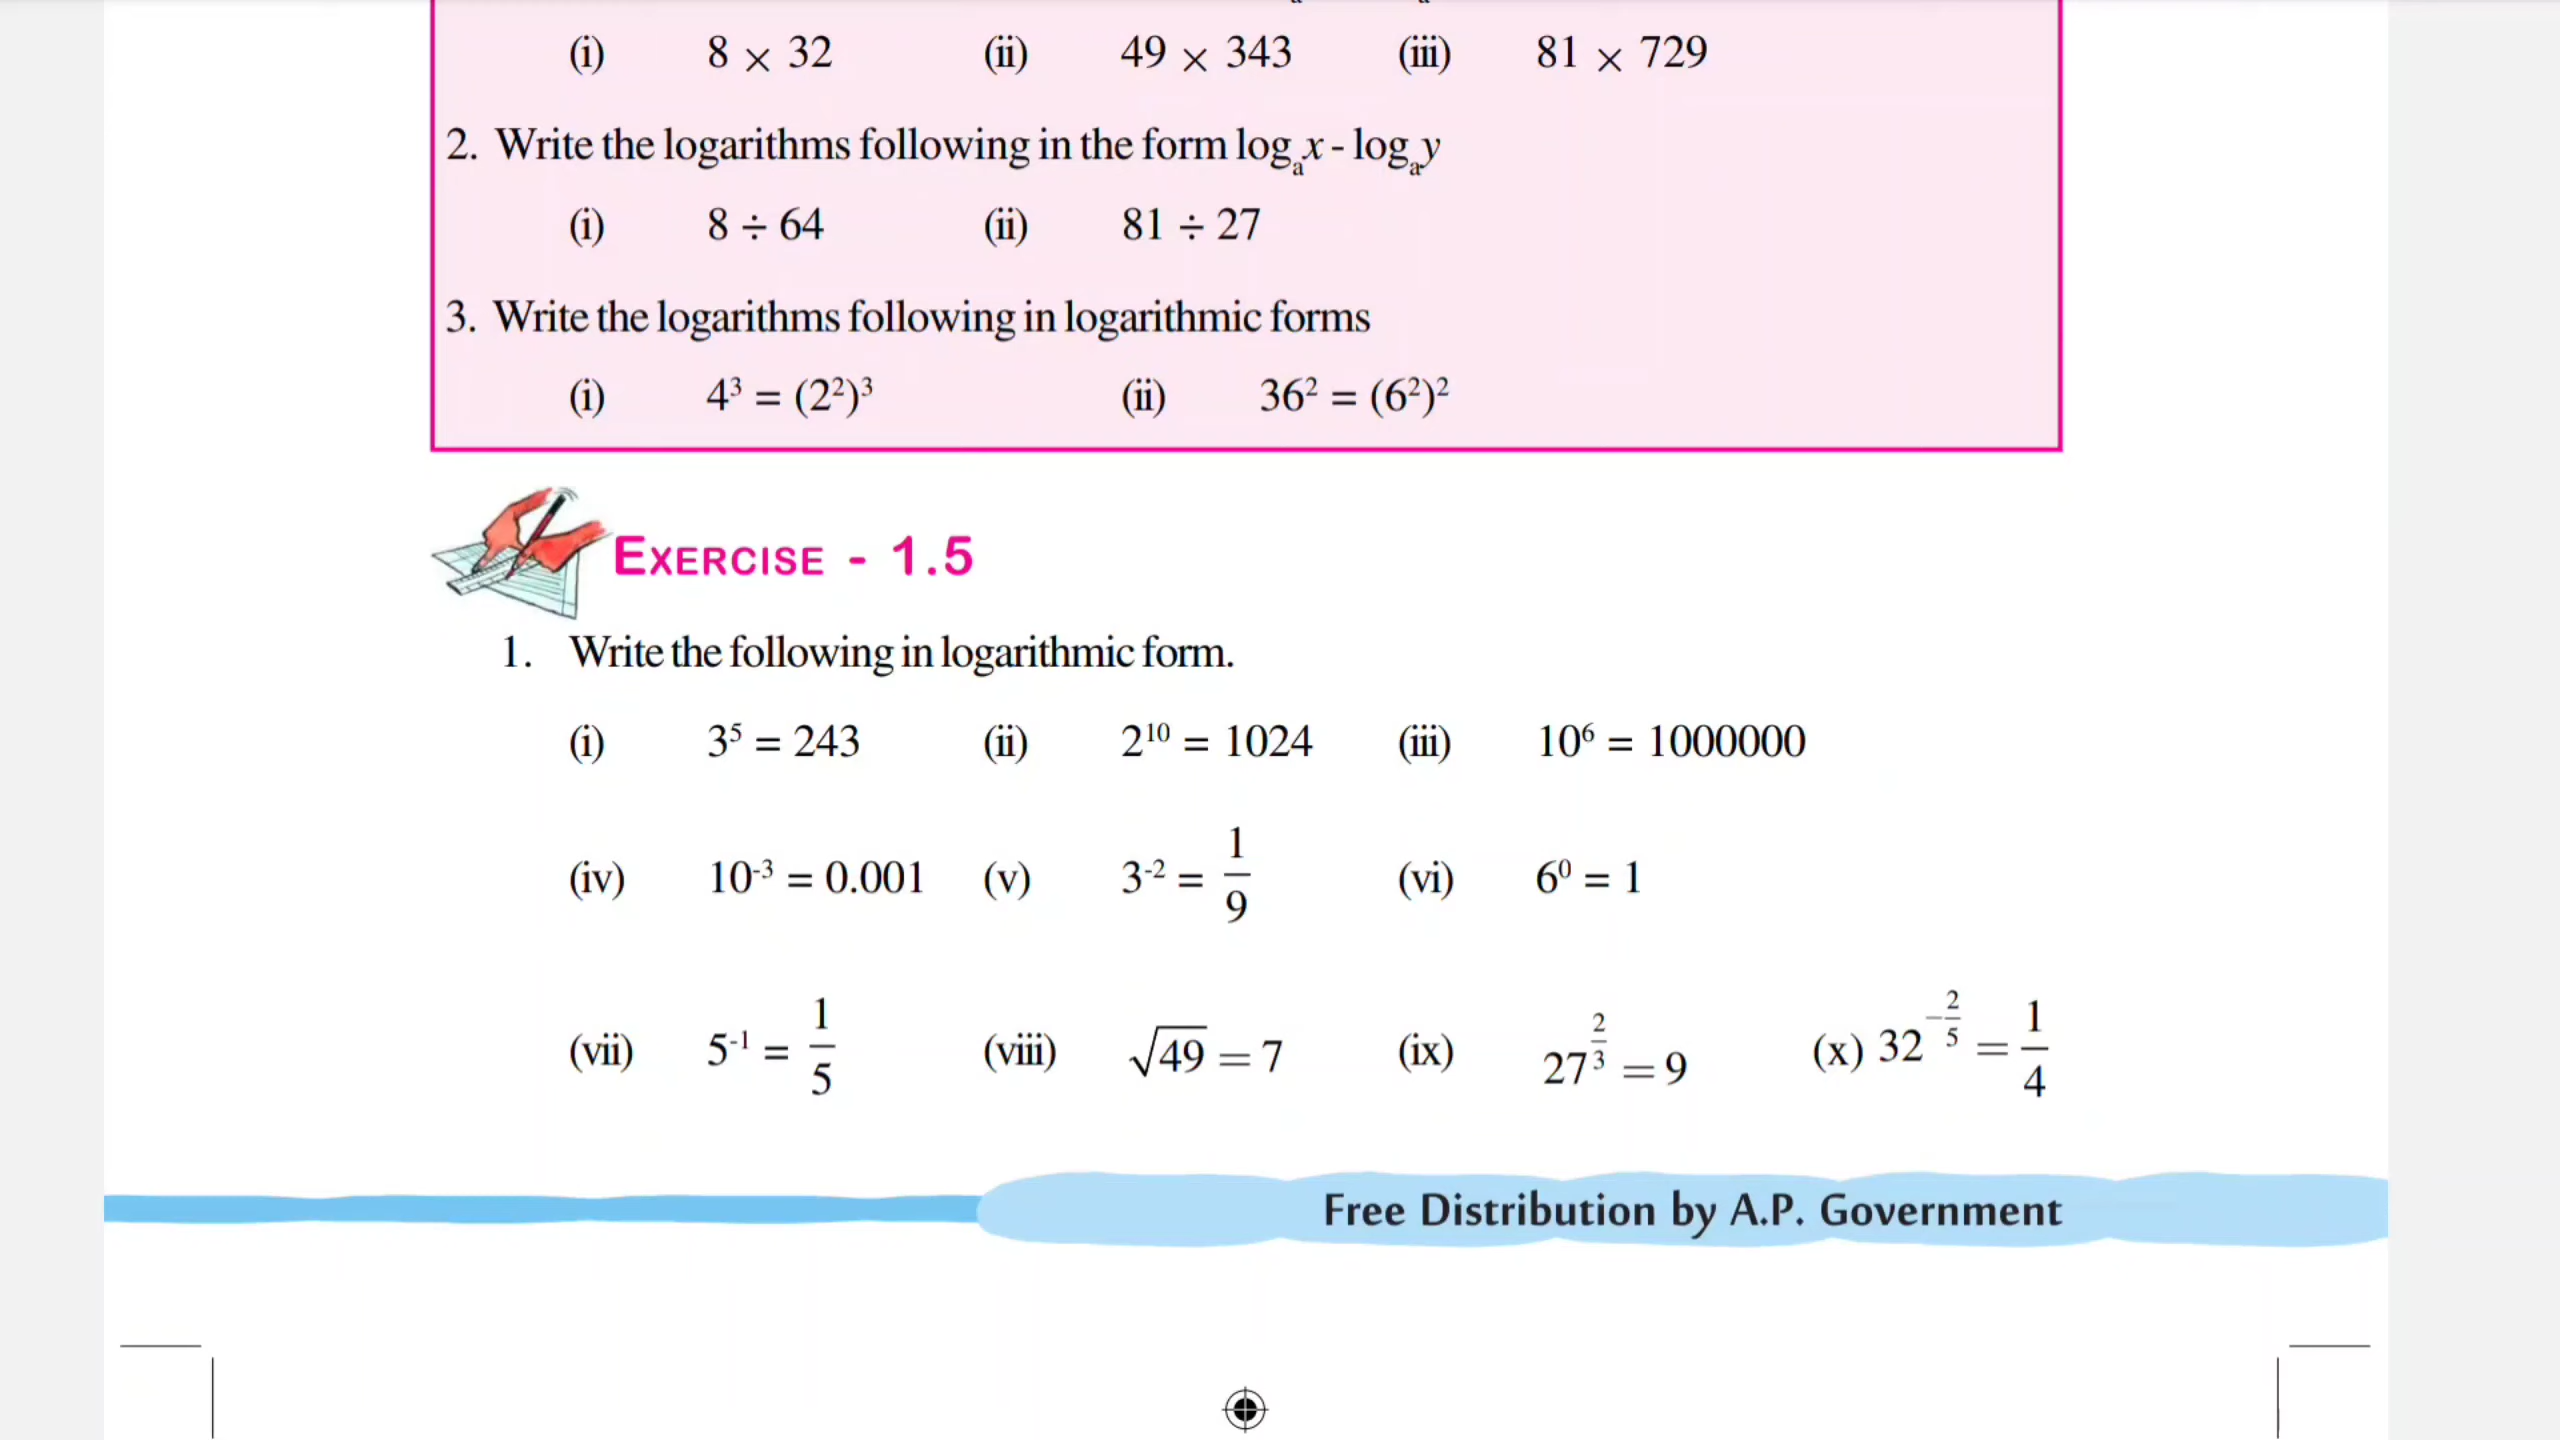 (i) 8 × 32 (ii) 49 × 343 (iii) 81 × 729
2. Write the logarithms following in the form logₐx - logₐy
(i) 8 ÷ 64 (ii) 81 ÷ 27
3. Write the logarithms following in logarithmic forms
(i) 4³ = (2²)³ (ii) 36² = (6²)²
EXERCISE - 1.5
1. Write the following in logarithmic form.
(i) 3⁵ = 243 (ii) 2¹⁰ = 1024 (iii) 10⁶ = 1000000
(iv) 10⁻³ = 0.001 (v) 3⁻² = 1/9 (vi) 6⁰ = 1
(vii) 5⁻¹ = 1/5 (viii) √49 = 7 (ix) 27^(2/3) = 9 (x) 32^(-2/5) = 1/4
Free Distribution by A.P. Government